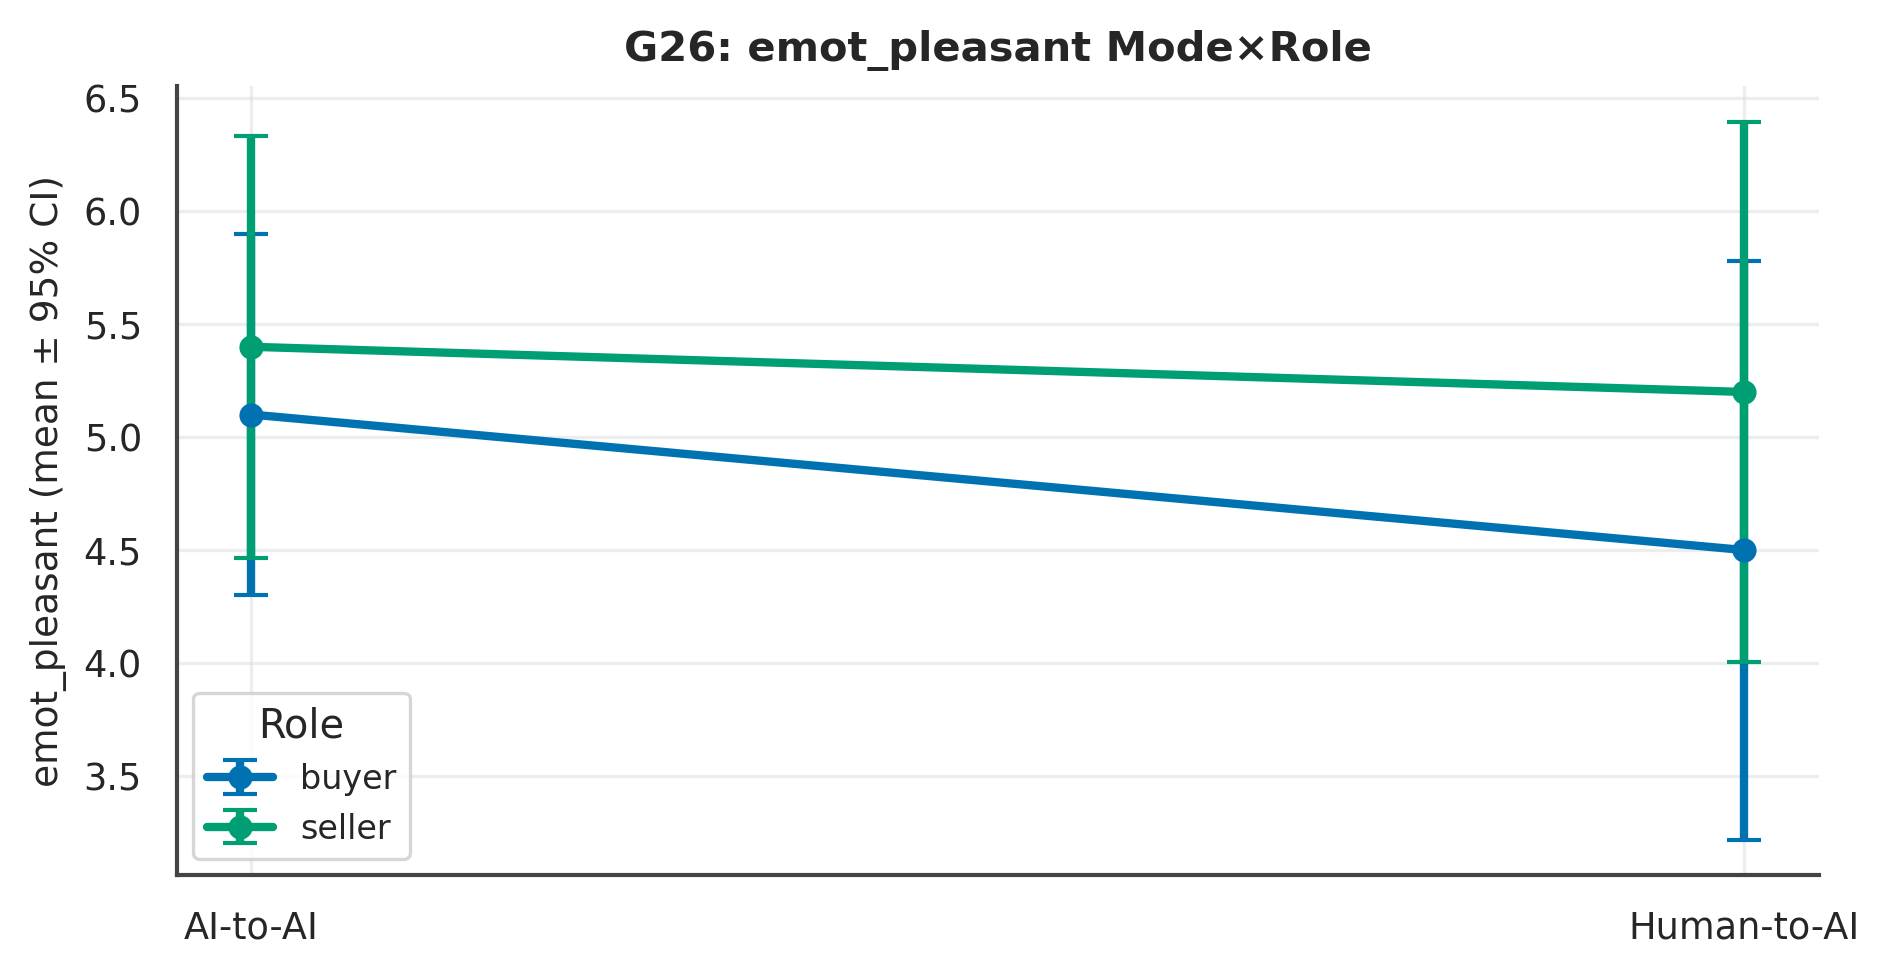 G26: emot_pleasant Mode×Role
emot_pleasant (mean ± 95% CI)
6.5
6.0
5.5
5.0
4.5
4.0
3.5
Role
buyer
seller
AI-to-AI
Human-to-AI